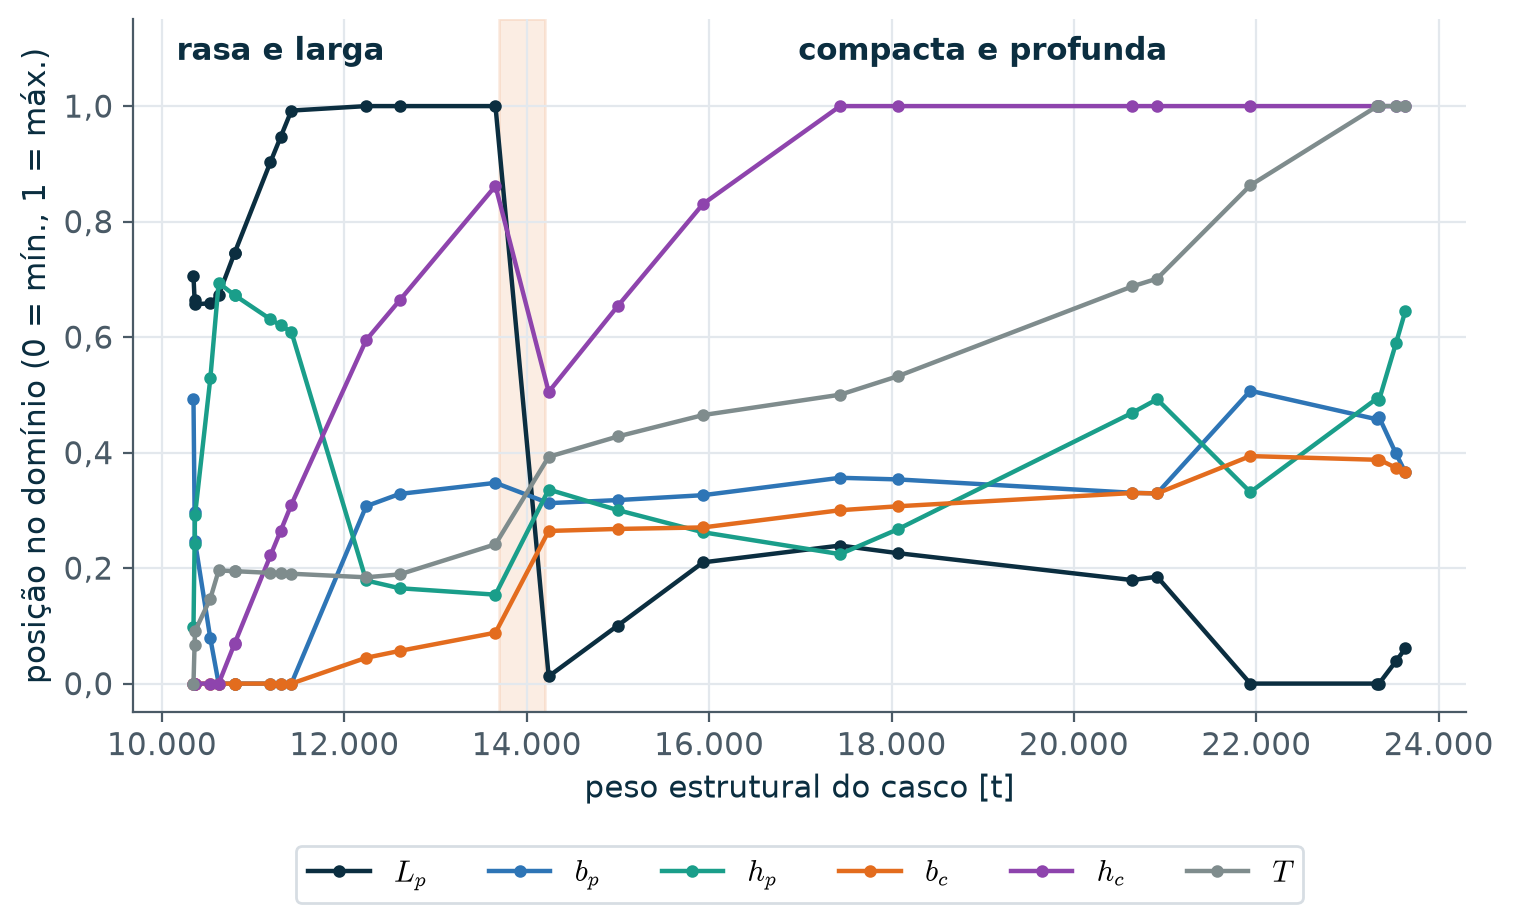 rasa e larga
compacta e profunda
posição no domínio (0 = mín., 1 = máx.)
1,0
0,8
0,6
0,4
0,2
0,0
10.000 12.000 14.000 16.000 18.000 20.000 22.000 24.000
peso estrutural do casco [t]
L_p b_p h_p b_c h_c T